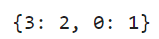 {3: 2, 0: 1}